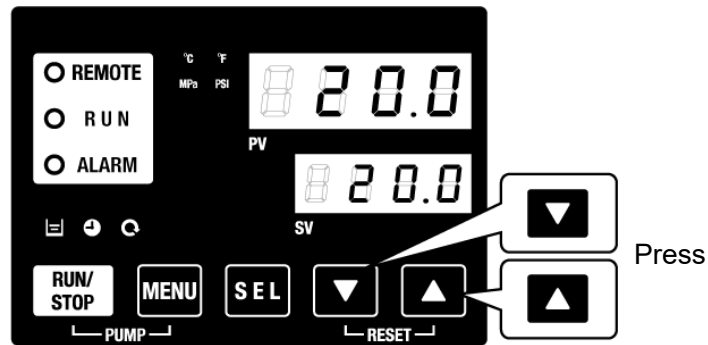 REMOTE
RUN
ALARM
°C °F
MPa PSI
20.0
PV
20.0
SV
RUN/
STOP
MENU
SEL
PUMP
RESET
Press